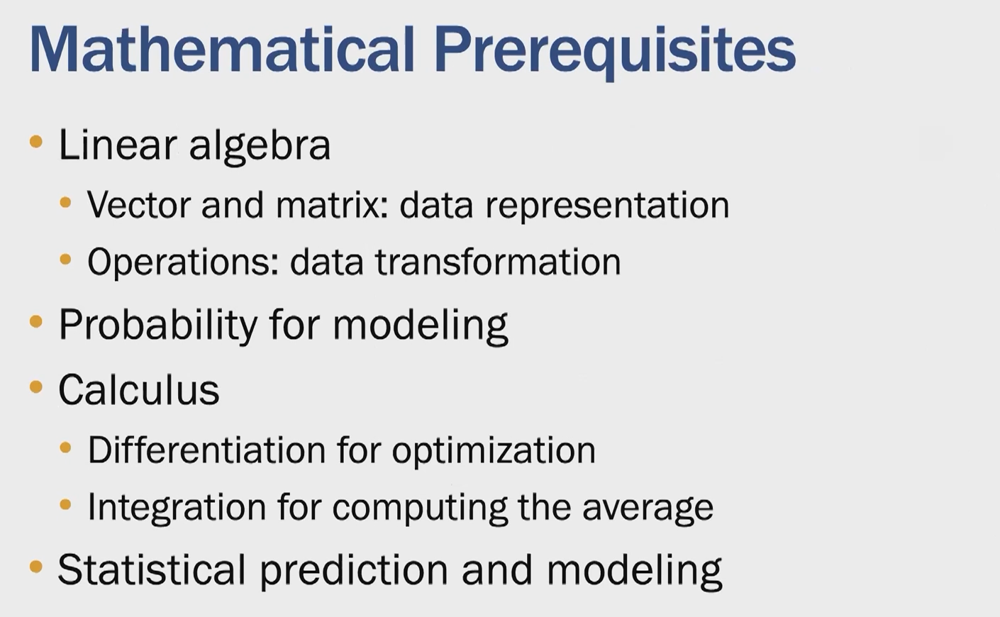 Mathematical Prerequisites
• Linear algebra
• Vector and matrix: data representation
• Operations: data transformation
• Probability for modeling
• Calculus
• Differentiation for optimization
• Integration for computing the average
• Statistical prediction and modeling